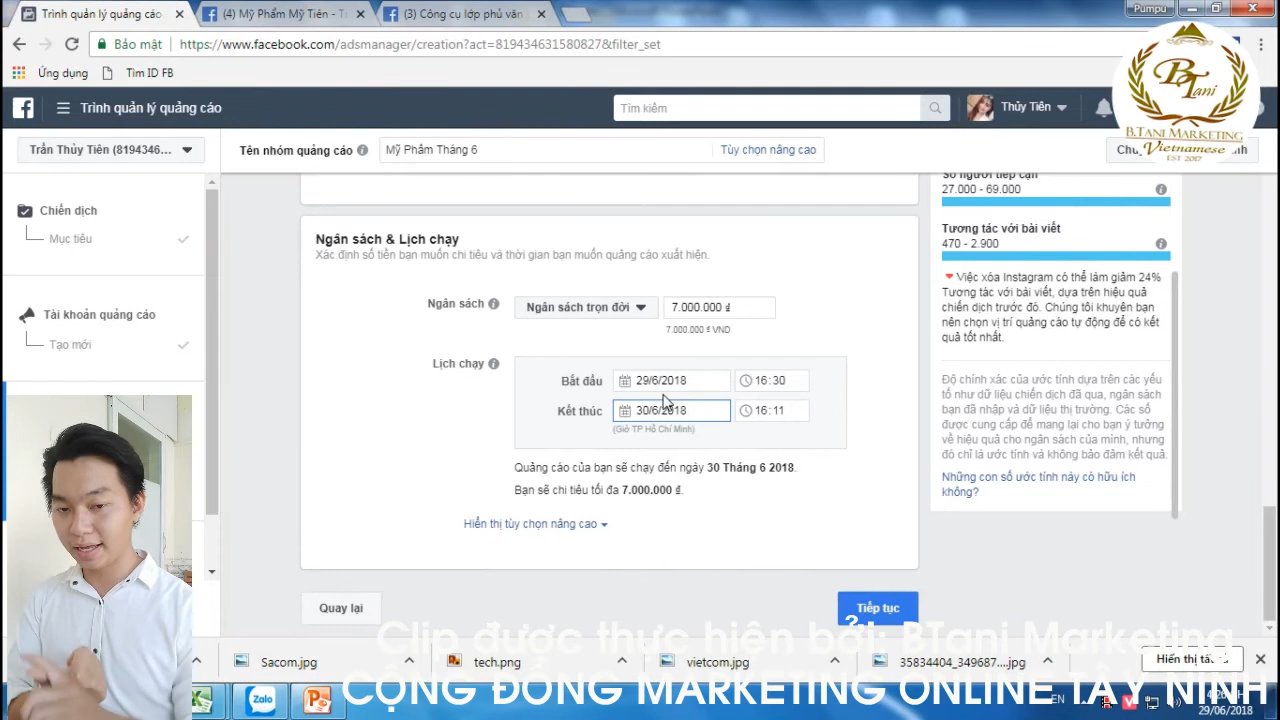 Trình quản lý quảng cáo
(4) Mỹ Phẩm Mỹ Tiên - T
(3) Công cụ lớp phủ văn
Pumpu
Bảo mật
https://www.facebook.com/adsmanager/creation?act=819434631580827&filter_set
Ứng dụng
Tìm ID FB
Trình quản lý quảng cáo
Tìm kiếm
Thủy Tiên
B.TANI MARKETING
Vietnamese
EST 2017
Trần Thủy Tiên (8194346...
Tên nhóm quảng cáo
Mỹ Phẩm Tháng 6
Tùy chọn nâng cao
Chiến dịch
Mục tiêu
Tài khoản quảng cáo
Tạo mới
Ngân sách & Lịch chạy
Xác định số tiền bạn muốn chi tiêu và thời gian bạn muốn quảng cáo xuất hiện.
Ngân sách
Ngân sách trọn đời
7.000.000 ₫
7.000.000 ₫ VND
Lịch chạy
Bắt đầu
29/6/2018
16:30
Kết thúc
30/6/2018
16:11
(Giờ TP Hồ Chí Minh)
Quảng cáo của bạn sẽ chạy đến ngày 30 Tháng 6 2018.
Bạn sẽ chi tiêu tối đa 7.000.000 ₫.
Hiển thị tùy chọn nâng cao
Quay lại
Tiếp tục
Số người tiếp cận
27.000 - 69.000
Tương tác với bài viết
470 - 2.900
Việc xóa Instagram có thể làm giảm 24%
Tương tác với bài viết, dựa trên hiệu quả
chiến dịch trước đó. Chúng tôi khuyên bạn
nên chọn vị trí quảng cáo tự động để có kết
quả tốt nhất.
Độ chính xác của ước tính dựa trên các yếu
tố như dữ liệu chiến dịch đã qua, ngân sách
bạn đã nhập và dữ liệu thị trường. Các số
được cung cấp để mang lại cho bạn ý tưởng
về hiệu quả cho ngân sách của mình, nhưng
đó chỉ là ước tính và không bảo đảm kết quả.
Những con số ước tính này có hữu ích
không?
Clip được thực hiện bởi: BTani Marketing
Sacom.jpg
tech.png
vietcom.jpg
35834404_349687....jpg
CỘNG ĐỒNG MARKETING ONLINE TÂY NINH
Zalo
EN
29/06/2018